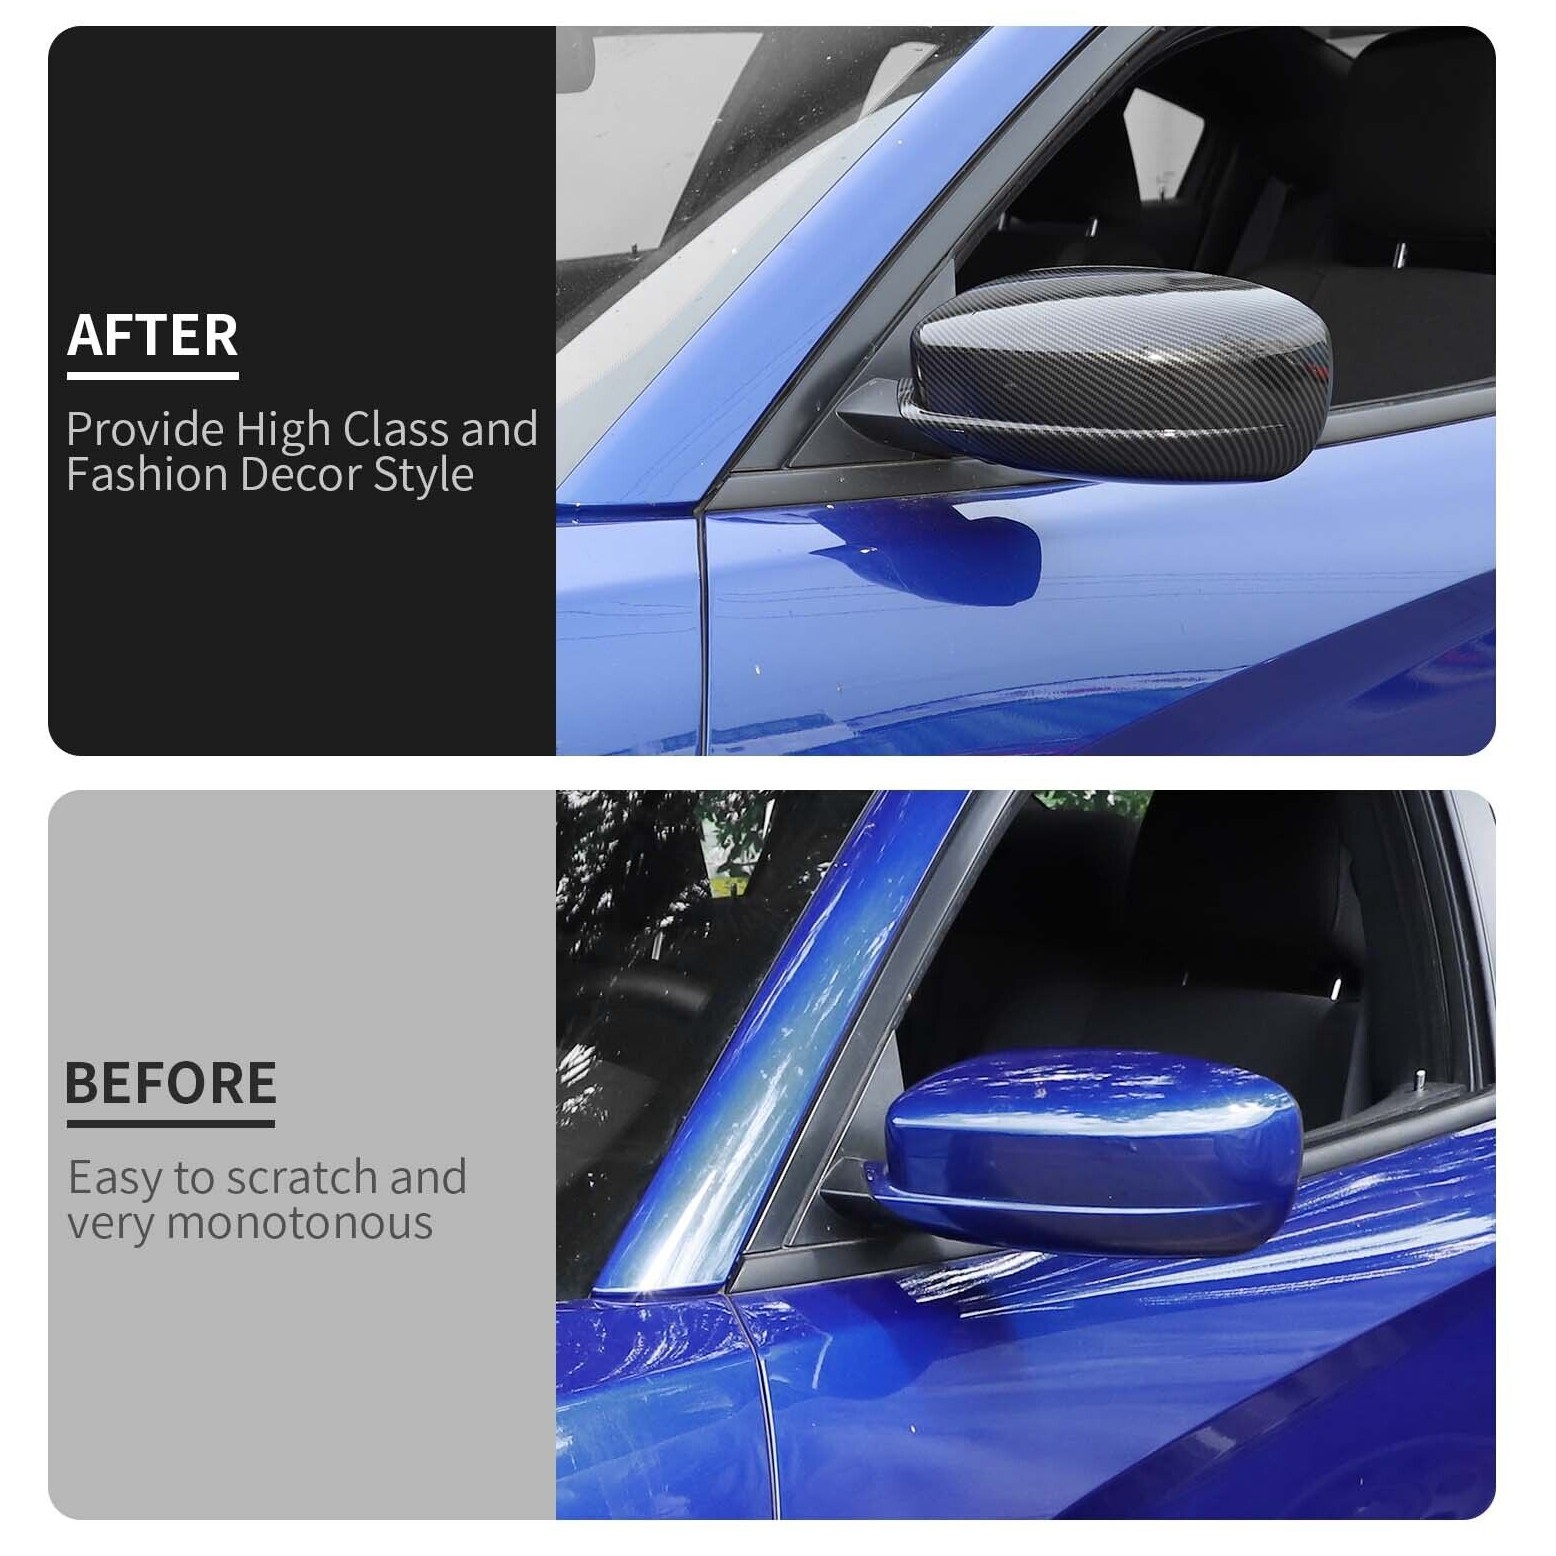 AFTER
Provide High Class and
Fashion Decor Style
BEFORE
Easy to scratch and
very monotonous